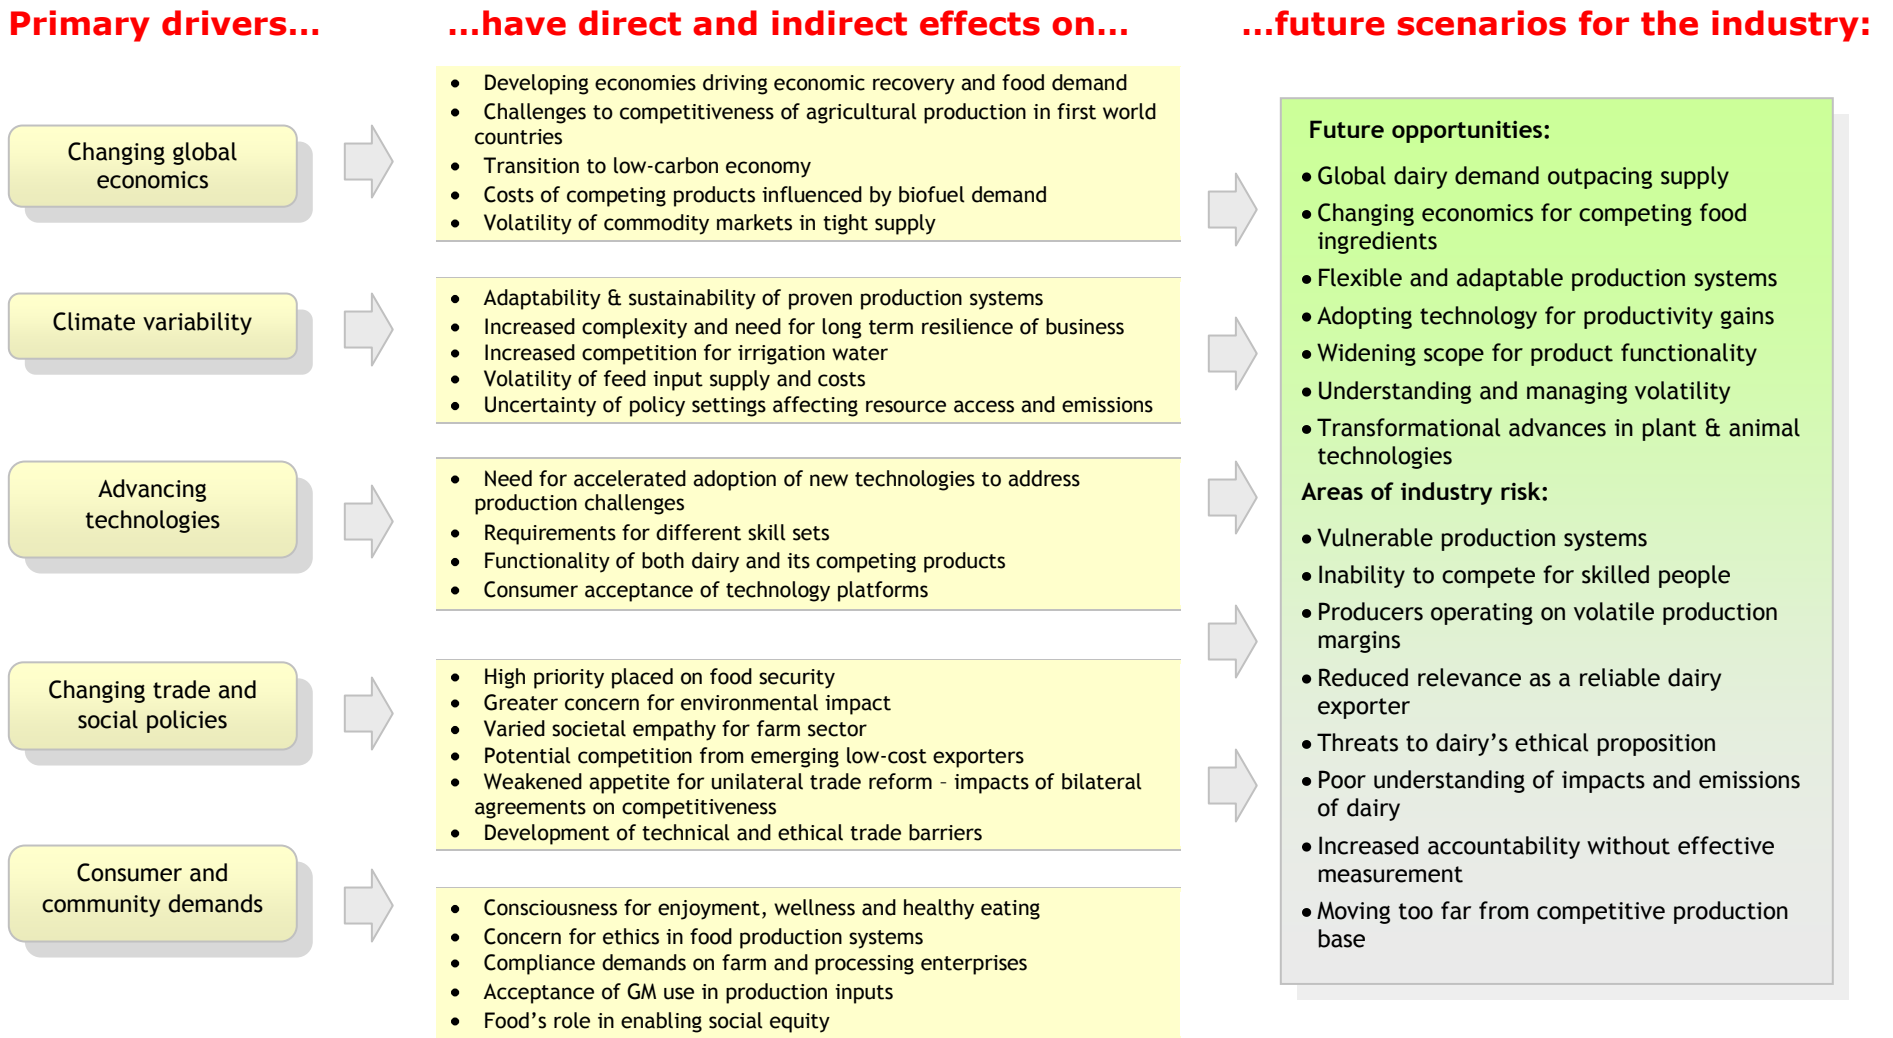 Primary drivers…
…have direct and indirect effects on…
…future scenarios for the industry:
Changing global
economics
• Developing economies driving economic recovery and food demand
• Challenges to competitiveness of agricultural production in first world
countries
• Transition to low-carbon economy
• Costs of competing products influenced by biofuel demand
• Volatility of commodity markets in tight supply
Climate variability
• Adaptability & sustainability of proven production systems
• Increased complexity and need for long term resilience of business
• Increased competition for irrigation water
• Volatility of feed input supply and costs
• Uncertainty of policy settings affecting resource access and emissions
Advancing
technologies
• Need for accelerated adoption of new technologies to address
production challenges
• Requirements for different skill sets
• Functionality of both dairy and its competing products
• Consumer acceptance of technology platforms
Changing trade and
social policies
• High priority placed on food security
• Greater concern for environmental impact
• Varied societal empathy for farm sector
• Potential competition from emerging low-cost exporters
• Weakened appetite for unilateral trade reform – impacts of bilateral
agreements on competitiveness
• Development of technical and ethical trade barriers
Consumer and
community demands
• Consciousness for enjoyment, wellness and healthy eating
• Concern for ethics in food production systems
• Compliance demands on farm and processing enterprises
• Acceptance of GM use in production inputs
• Food’s role in enabling social equity
Future opportunities:
• Global dairy demand outpacing supply
• Changing economics for competing food
ingredients
• Flexible and adaptable production systems
• Adopting technology for productivity gains
• Widening scope for product functionality
• Understanding and managing volatility
• Transformational advances in plant & animal
technologies
Areas of industry risk:
• Vulnerable production systems
• Inability to compete for skilled people
• Producers operating on volatile production
margins
• Reduced relevance as a reliable dairy
exporter
• Threats to dairy’s ethical proposition
• Poor understanding of impacts and emissions
of dairy
• Increased accountability without effective
measurement
• Moving too far from competitive production
base